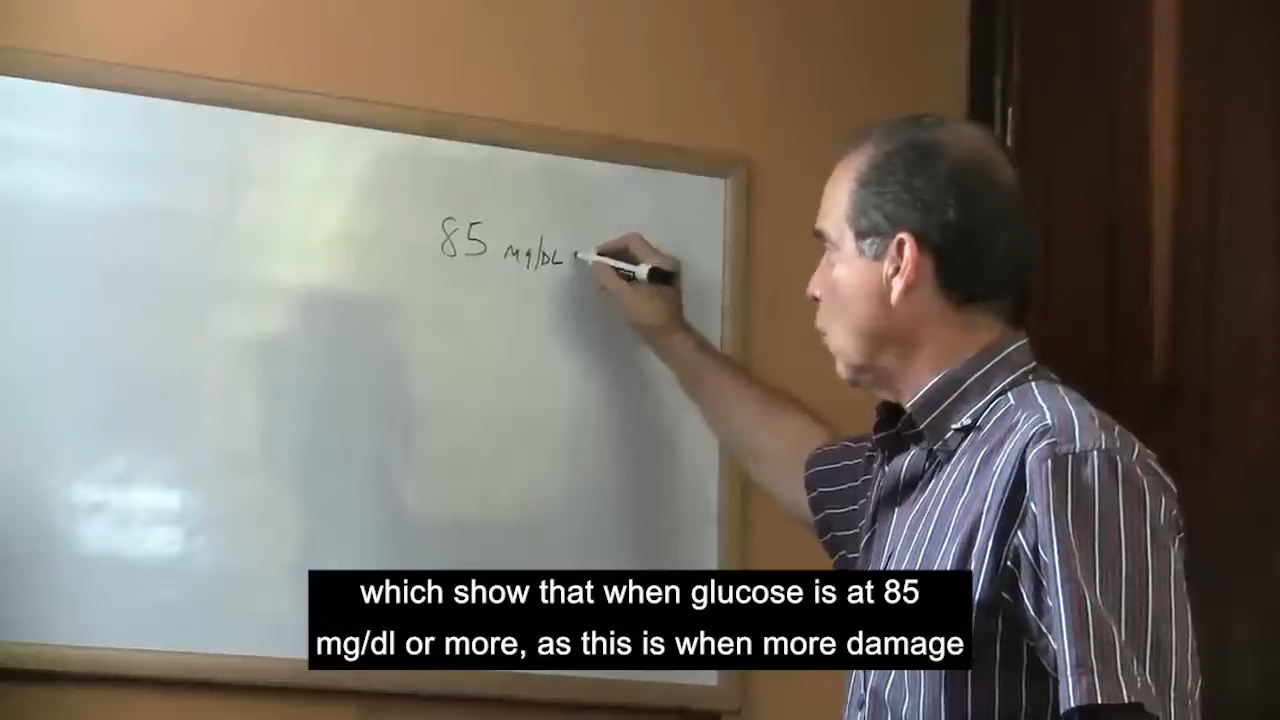 85 mg/DL
which show that when glucose is at 85
mg/dl or more, as this is when more damage